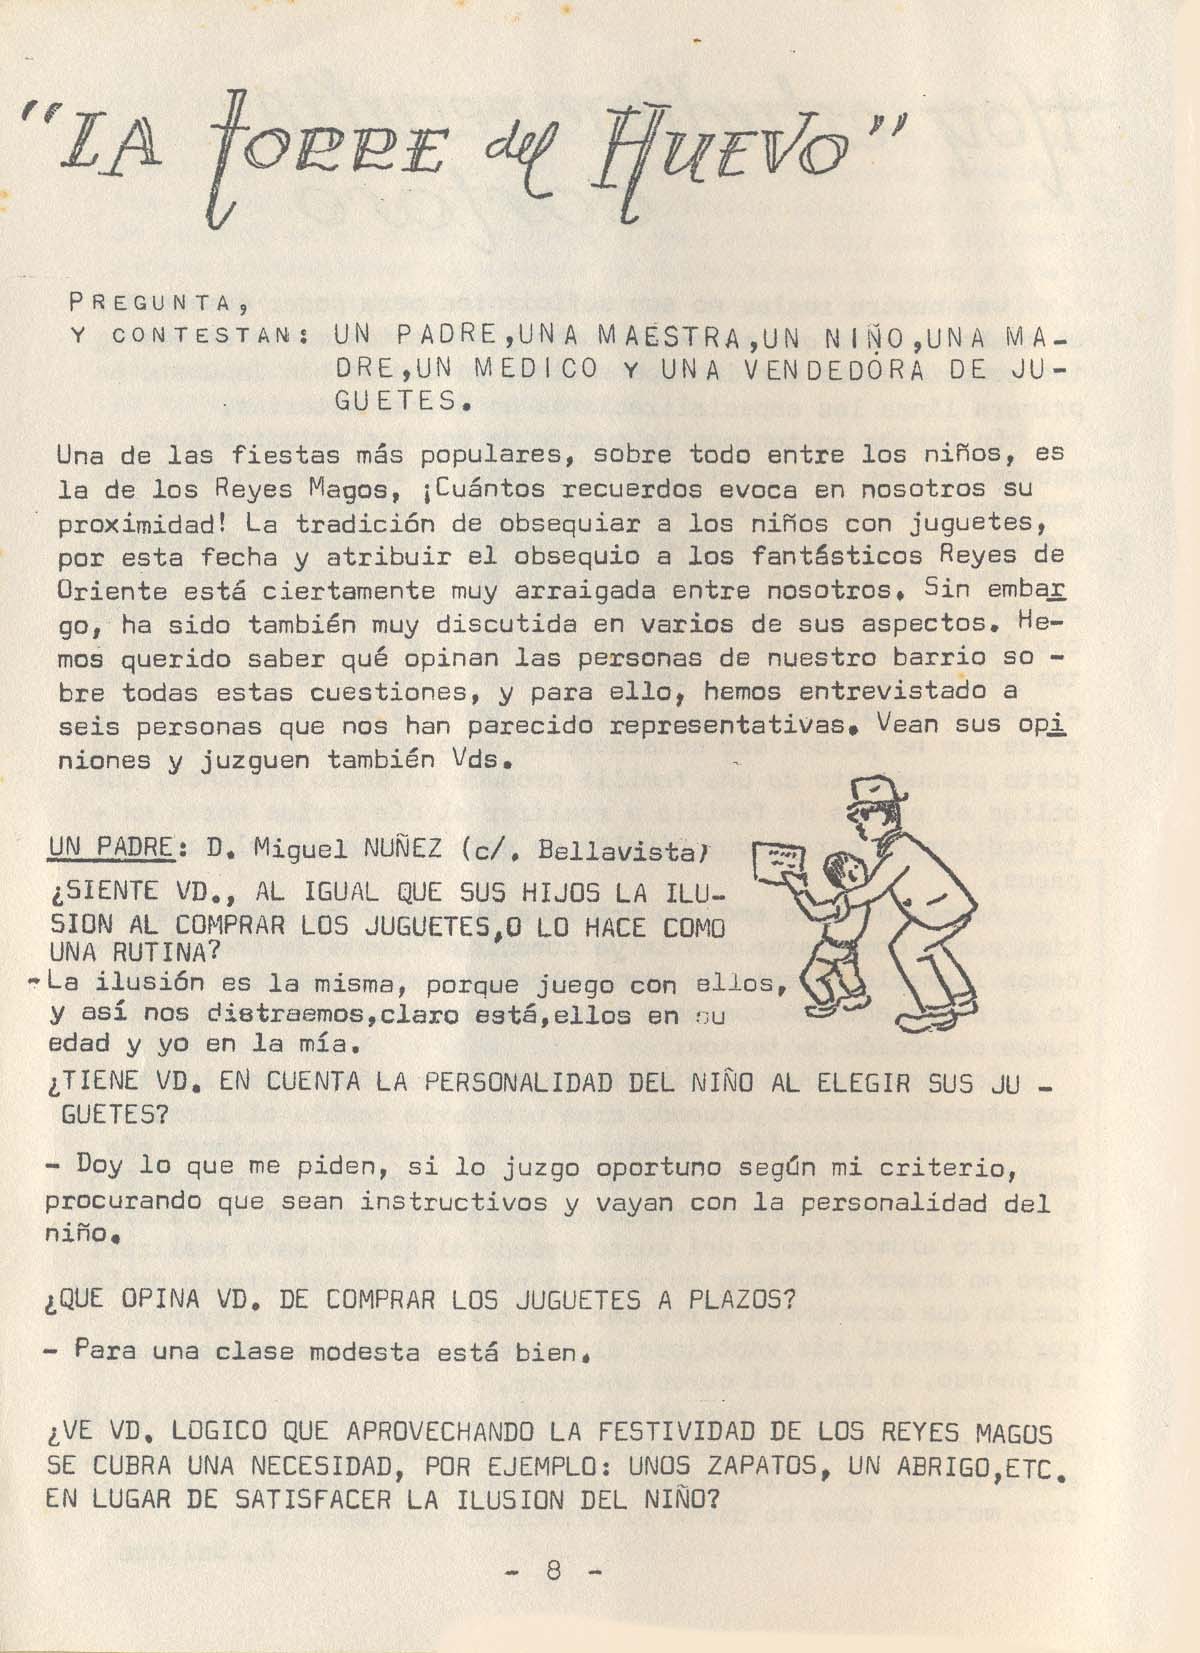 "LA TORRE del HUEVO"
PREGUNTA,
Y CONTESTAN: UN PADRE,UNA MAESTRA,UN NIÑO,UNA MA-
DRE,UN MEDICO Y UNA VENDEDORA DE JU-
GUETES.
Una de las fiestas más populares, sobre todo entre los niños, es
la de los Reyes Magos, ¡Cuántos recuerdos evoca en nosotros su
proximidad! La tradición de obsequiar a los niños con juguetes,
por esta fecha y atribuir el obsequio a los fantásticos Reyes de
Oriente está ciertamente muy arraigada entre nosotros. Sin embar
go, ha sido también muy discutida en varios de sus aspectos. He-
mos querido saber qué opinan las personas de nuestro barrio so -
bre todas estas cuestiones, y para ello, hemos entrevistado a
seis personas que nos han parecido representativas. Vean sus opi
niones y juzguen también Vds.
UN PADRE: D. Miguel NUÑEZ (c/. Bellavista)
¿SIENTE VD., AL IGUAL QUE SUS HIJOS LA ILU-
SION AL COMPRAR LOS JUGUETES,O LO HACE COMO
UNA RUTINA?
-La ilusión es la misma, porque juego con ellos,
y así nos distraemos,claro está,ellos en su
edad y yo en la mía.
¿TIENE VD. EN CUENTA LA PERSONALIDAD DEL NIÑO AL ELEGIR SUS JU -
GUETES?
- Doy lo que me piden, si lo juzgo oportuno según mi criterio,
procurando que sean instructivos y vayan con la personalidad del
niño.
¿QUE OPINA VD. DE COMPRAR LOS JUGUETES A PLAZOS?
- Para una clase modesta está bien.
¿VE VD. LOGICO QUE APROVECHANDO LA FESTIVIDAD DE LOS REYES MAGOS
SE CUBRA UNA NECESIDAD, POR EJEMPLO: UNOS ZAPATOS, UN ABRIGO,ETC.
EN LUGAR DE SATISFACER LA ILUSION DEL NIÑO?
- 8 -